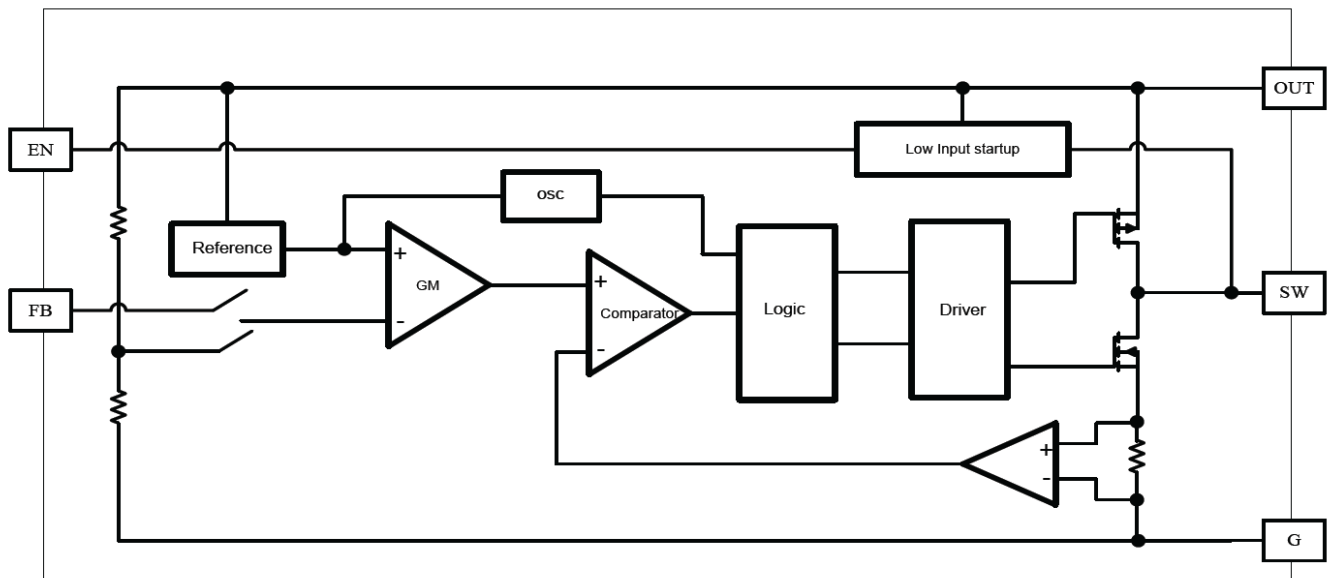 OUT
EN
Low Input startup
osc
Reference
+
GM
-
FB
+
Comparator
-
Logic
Driver
SW
+
-
G